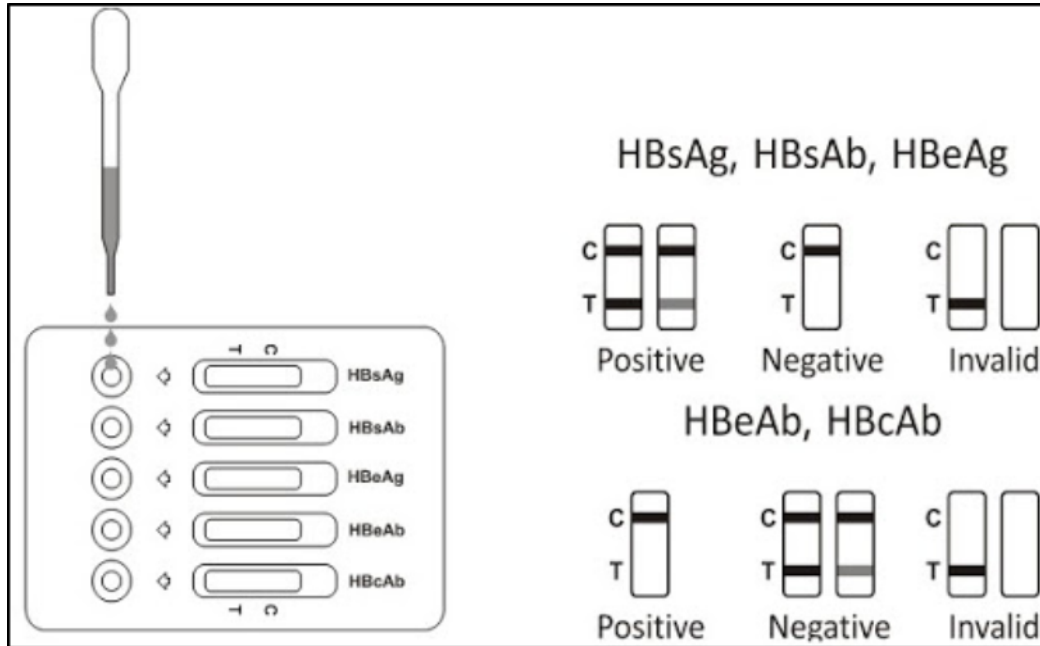 T C
HBsAg
HBsAb
HBeAg
HBeAb
HBcAb
T C
HBsAg, HBsAb, HBeAg
C C C
T T T
Positive Negative Invalid
HBeAb, HBcAb
C C C
T T T
Positive Negative Invalid